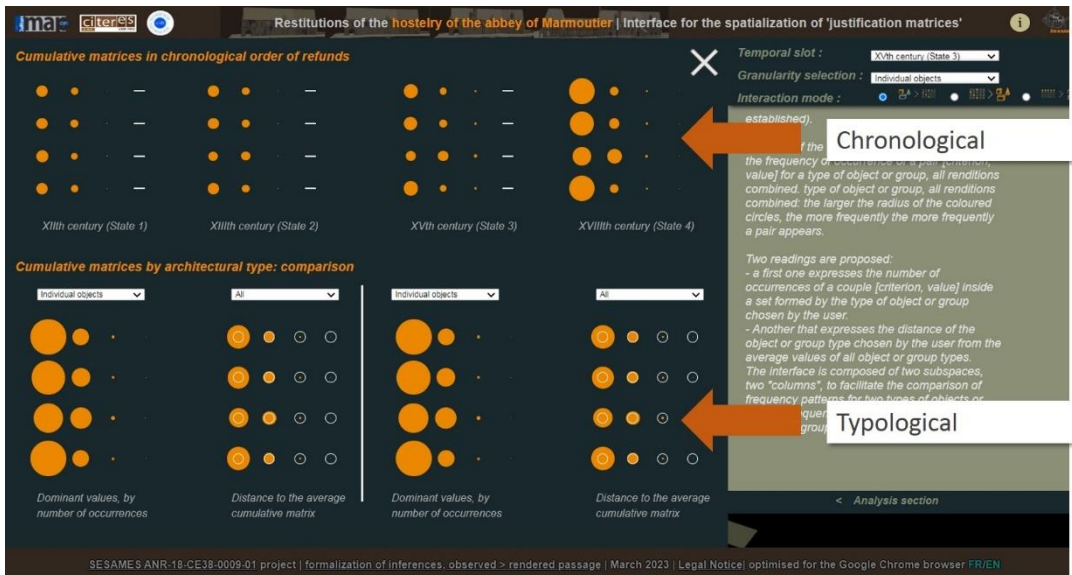 map citeres
Restitutions of the hostelry of the abbey of Marmoutier | Interface for the spatialization of 'justification matrices' i
Cumulative matrices in chronological order of refunds
XIIth century (State 1) XIIIth century (State 2) XVth century (State 3) XVIIIth century (State 4)
Cumulative matrices by architectural type: comparison
Individual objects All Individual objects All
Dominant values, by
number of occurrences
Distance to the average
cumulative matrix
Dominant values, by
number of occurrences
Distance to the average
cumulative matrix
Temporal slot : XVth century (State 3)
Granularity selection : Individual objects
Interaction mode :
established).
Chronological
of the
the frequency of occurrence of a pair [criterion,
value] for a type of object or group, all renditions
combined. type of object or group, all renditions
combined: the larger the radius of the coloured
circles, the more frequently the more frequently
a pair appears.
Two readings are proposed:
- a first one expresses the number of
occurrences of a couple [criterion, value] inside
a set formed by the type of object or group
chosen by the user.
- Another that expresses the distance of the
object or group type chosen by the user from the
average values of all object or group types.
The interface is composed of two subspaces,
two "columns", to facilitate the comparison of
frequency patterns for two types of objects or
Typological
< Analysis section
SESAMES ANR-18-CE38-0009-01 project | formalization of inferences, observed > rendered passage | March 2023 | Legal Notice| optimised for the Google Chrome browser FR/EN